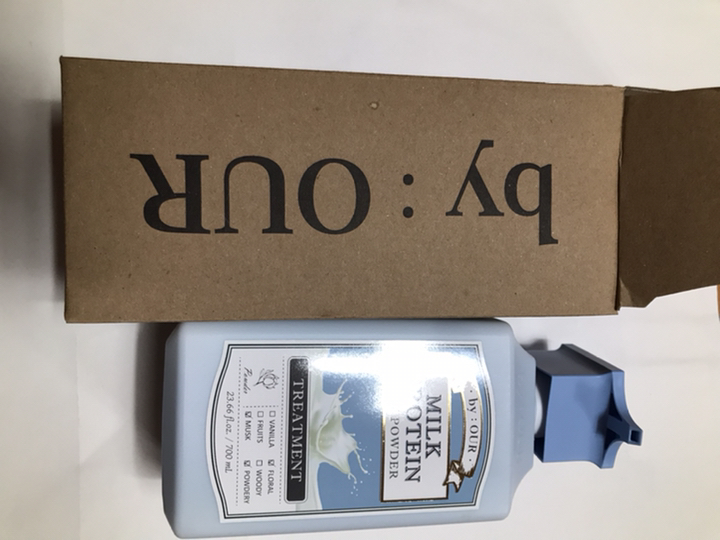 by : OUR
· by : OUR ·
MILK
PROTEIN
POWDER
TREATMENT
☐ VANILLA ☑ FLORAL
☐ FRUITS ☐ WOODY
☑ MUSK ☑ POWDERY
Powder
23.66 fl.oz. / 700 mL